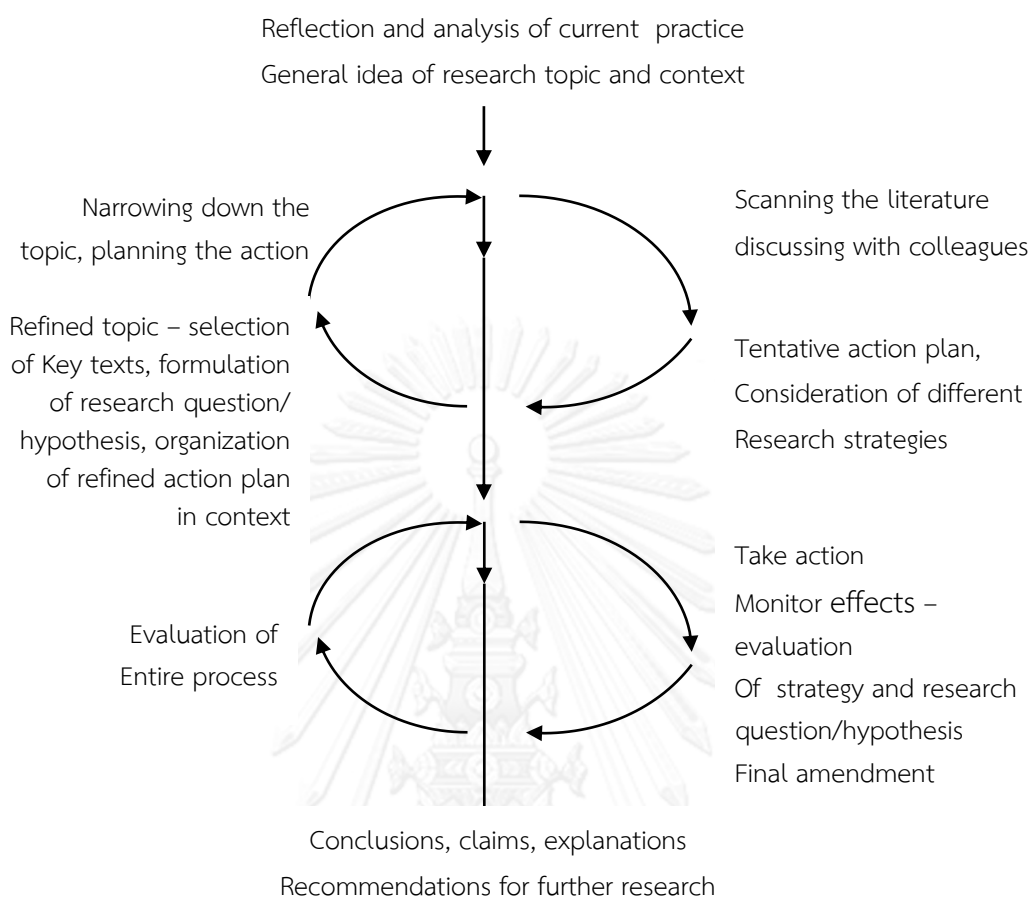 Reflection and analysis of current practice
General idea of research topic and context
Narrowing down the
topic, planning the action
Scanning the literature
discussing with colleagues
Refined topic – selection
of Key texts, formulation
of research question/
hypothesis, organization
of refined action plan
in context
Tentative action plan,
Consideration of different
Research strategies
Evaluation of
Entire process
Take action
Monitor effects –
evaluation
Of strategy and research
question/hypothesis
Final amendment
Conclusions, claims, explanations
Recommendations for further research